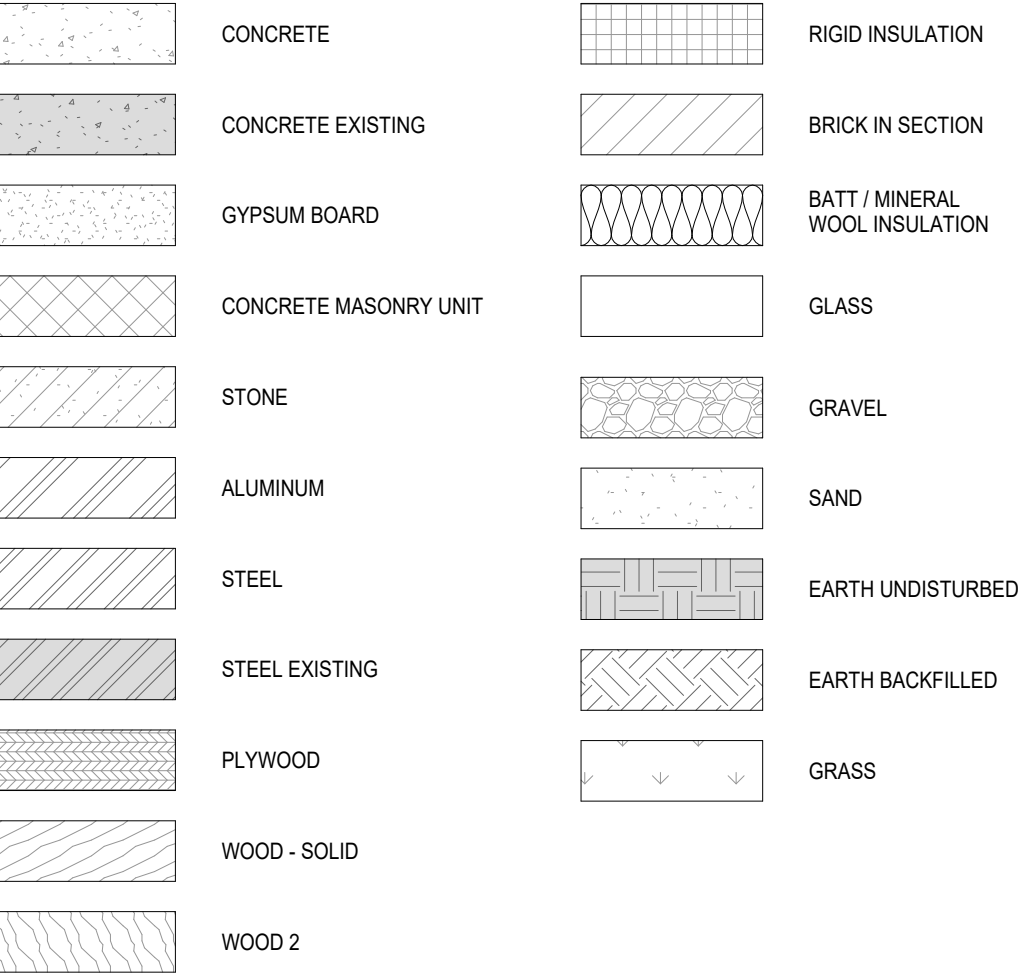 CONCRETE
CONCRETE EXISTING
GYPSUM BOARD
CONCRETE MASONRY UNIT
STONE
ALUMINUM
STEEL
STEEL EXISTING
PLYWOOD
WOOD - SOLID
WOOD 2
RIGID INSULATION
BRICK IN SECTION
BATT / MINERAL
WOOL INSULATION
GLASS
GRAVEL
SAND
EARTH UNDISTURBED
EARTH BACKFILLED
GRASS